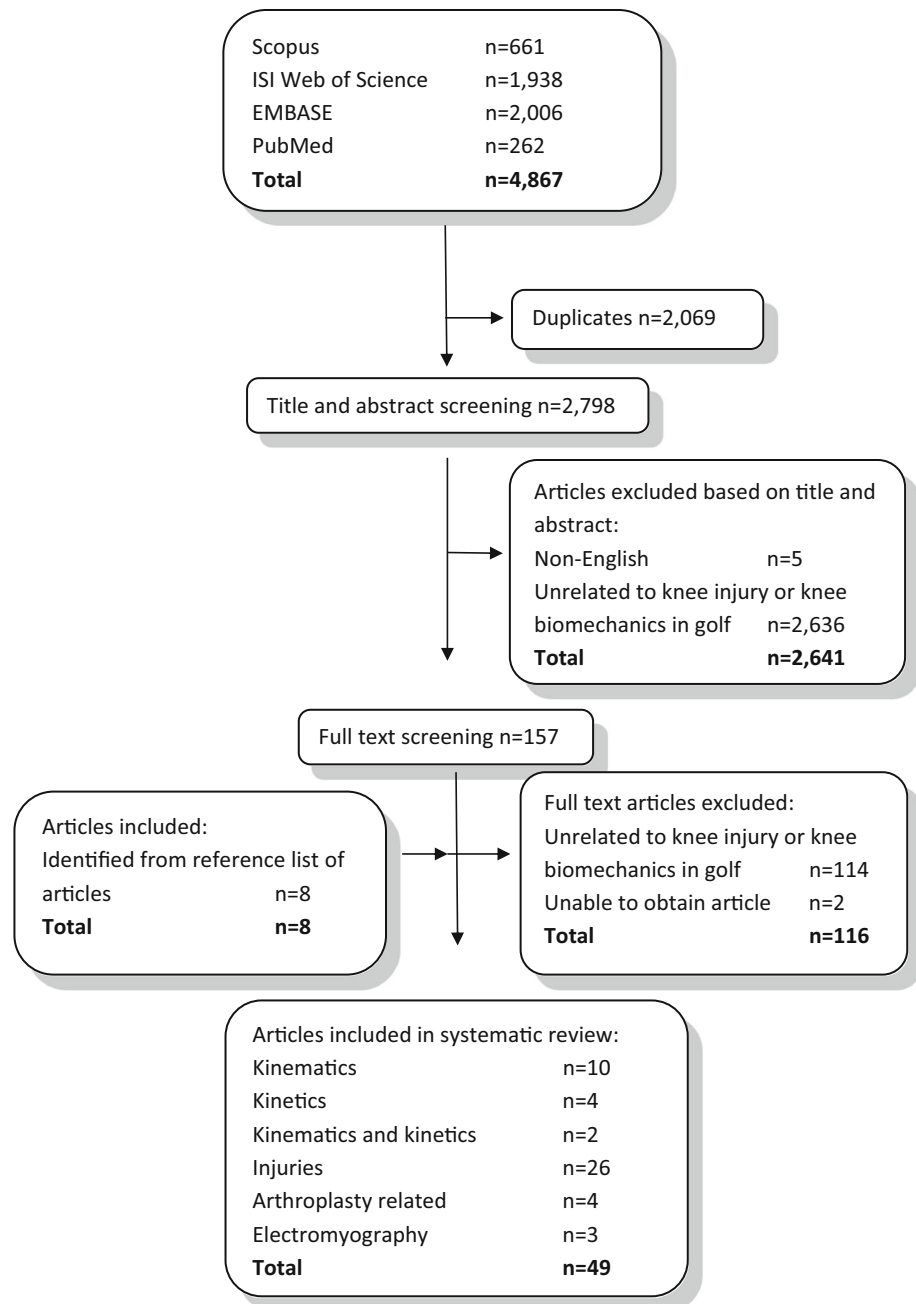 Scopus n=661
ISI Web of Science n=1,938
EMBASE n=2,006
PubMed n=262
Total n=4,867
Duplicates n=2,069
Title and abstract screening n=2,798
Articles excluded based on title and
abstract:
Non-English n=5
Unrelated to knee injury or knee
biomechanics in golf n=2,636
Total n=2,641
Full text screening n=157
Articles included:
Identified from reference list of
articles n=8
Total n=8
Full text articles excluded:
Unrelated to knee injury or knee
biomechanics in golf n=114
Unable to obtain article n=2
Total n=116
Articles included in systematic review:
Kinematics n=10
Kinetics n=4
Kinematics and kinetics n=2
Injuries n=26
Arthroplasty related n=4
Electromyography n=3
Total n=49